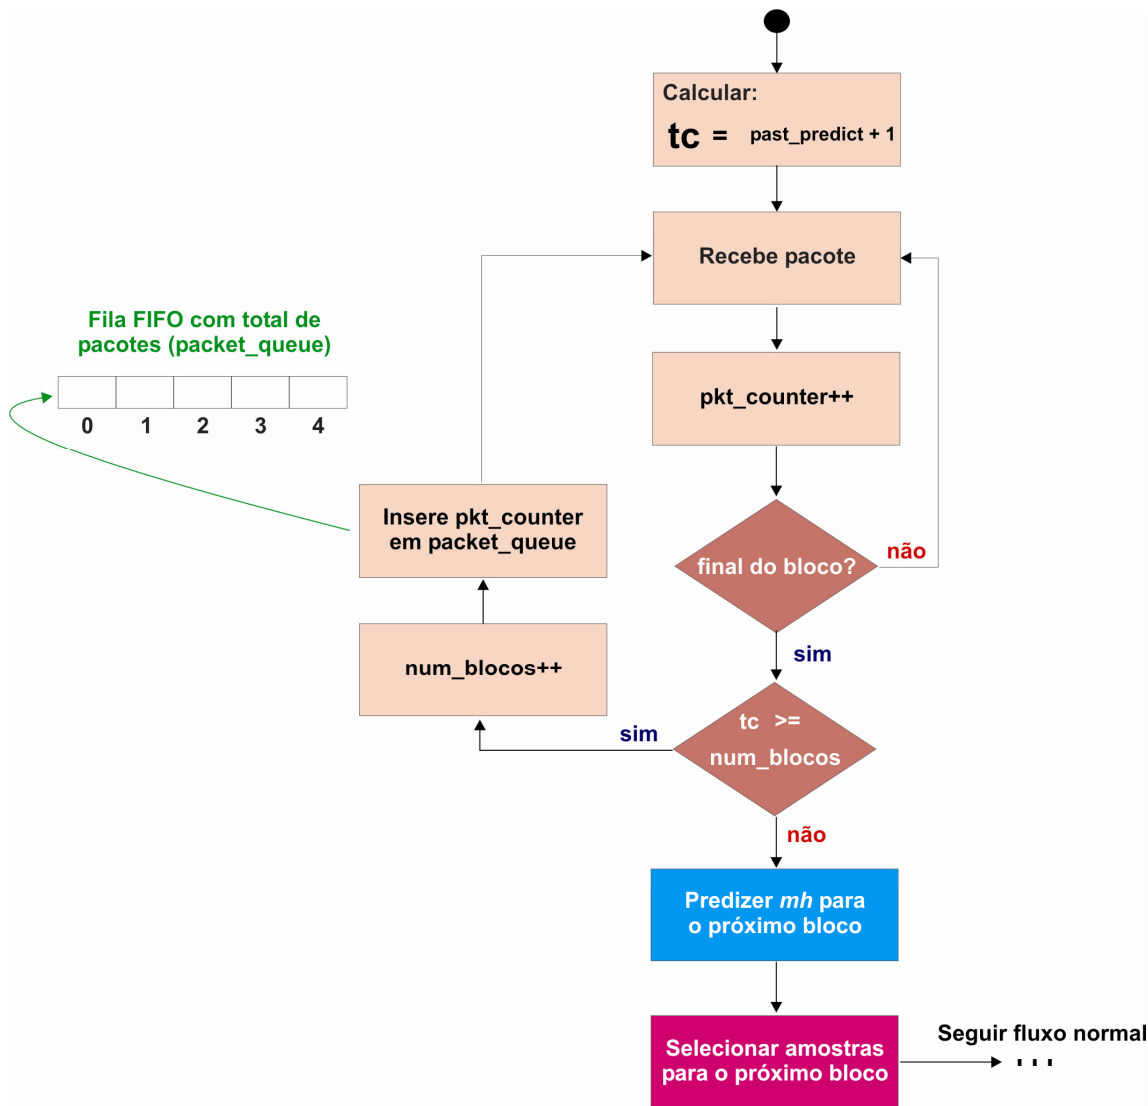 Calcular:
tc = past_predict + 1
Recebe pacote
Fila FIFO com total de
pacotes (packet_queue)
0 1 2 3 4
pkt_counter++
Insere pkt_counter
em packet_queue
final do bloco?
não
sim
num_blocos++
tc >=
num_blocos
sim
não
Predizer mh para
o próximo bloco
Selecionar amostras
para o próximo bloco
Seguir fluxo normal
...